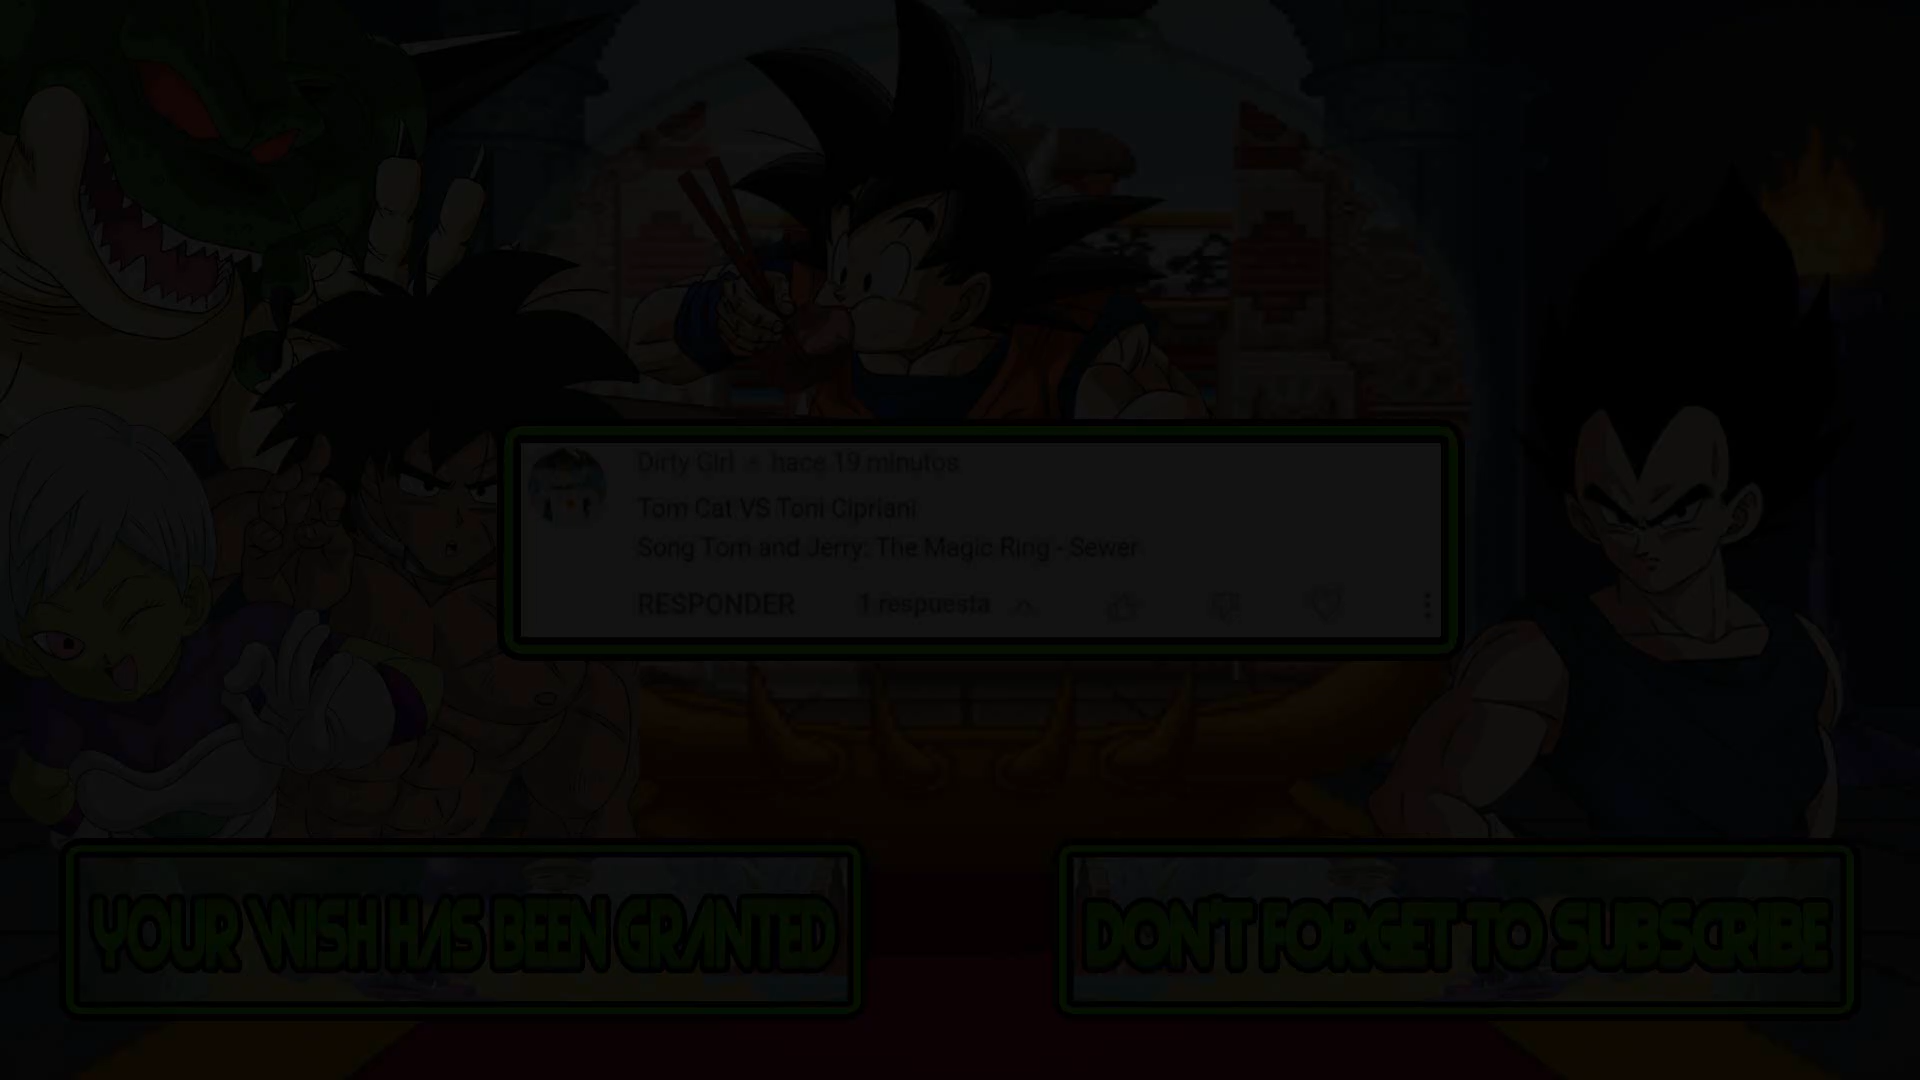 Dirty Girl • hace 19 minutos
Tom Cat VS Toni Cipriani
Song Tom and Jerry: The Magic Ring - Sewer
RESPONDER 1 respuesta
YOUR WISH HAS BEEN GRANTED
DON'T FORGET TO SUBSCRIBE